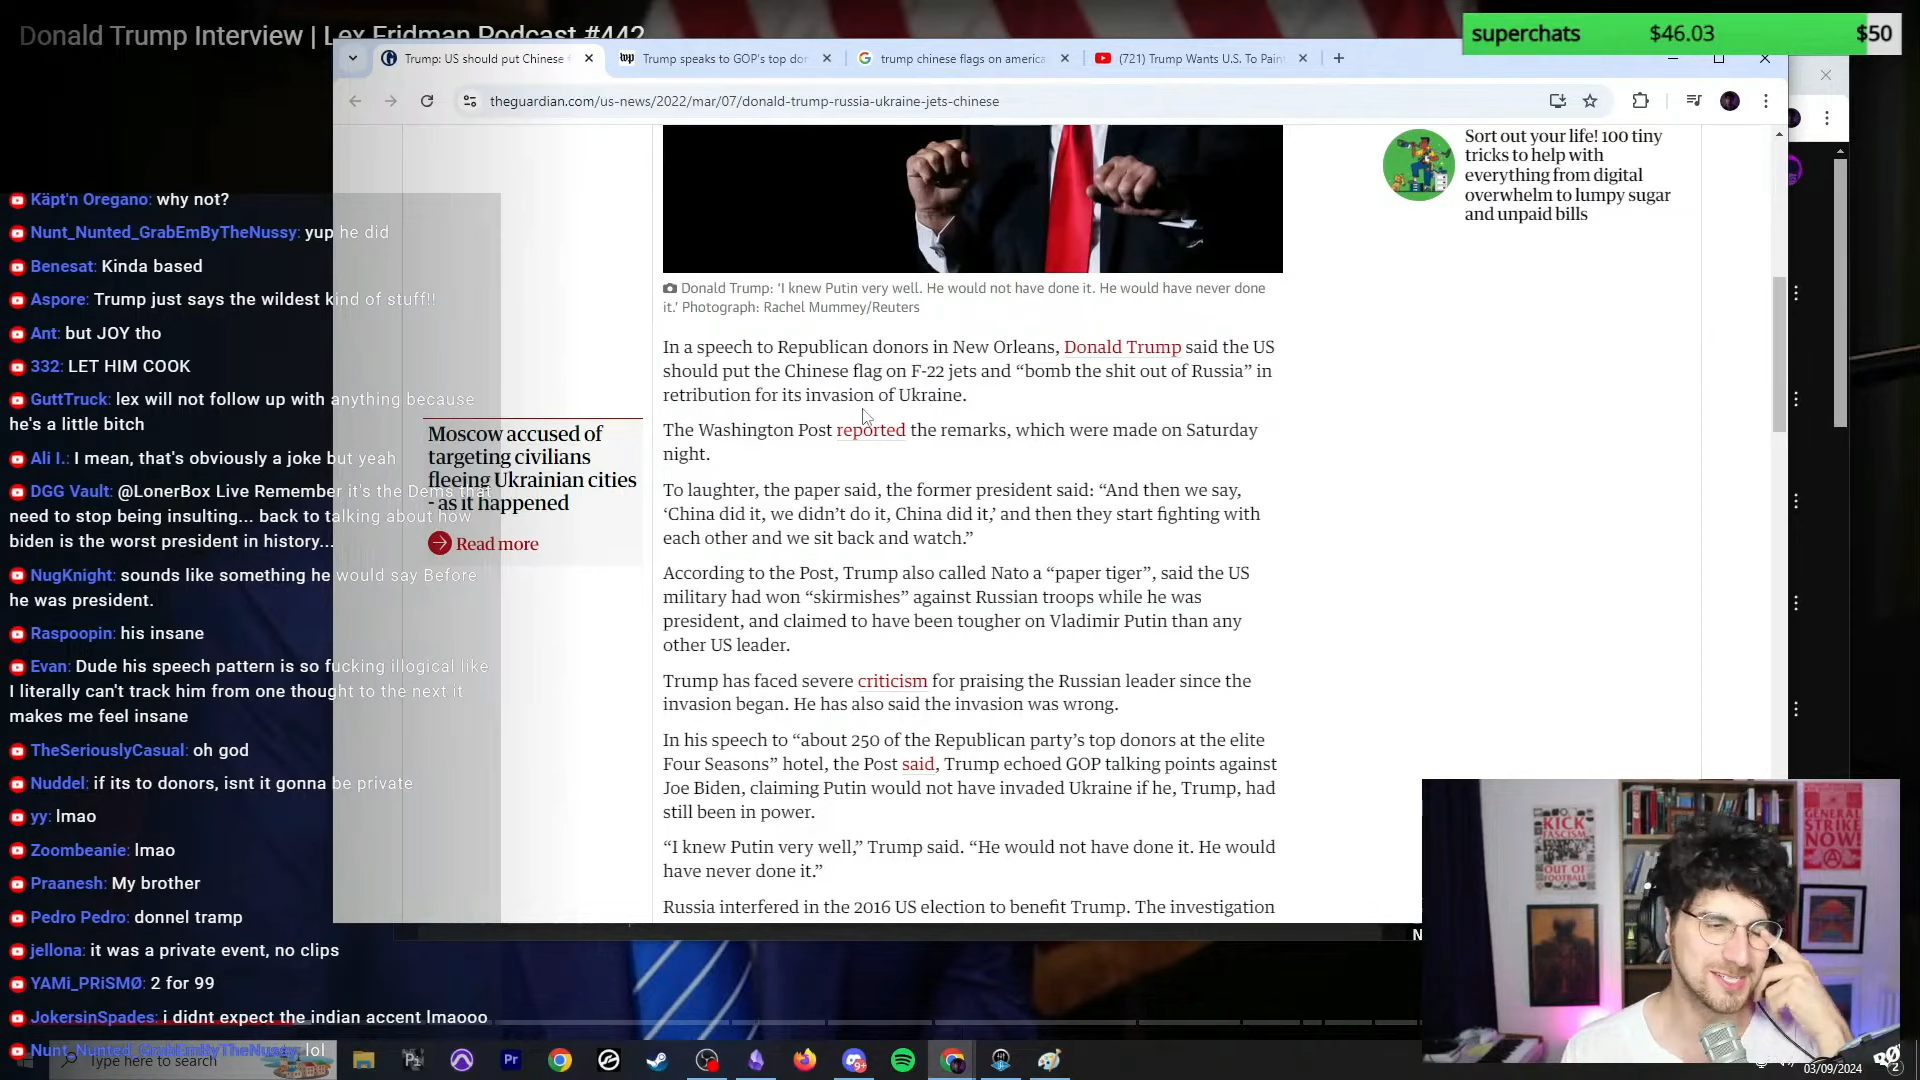 Donald Trump Interview | Lex Fridman Podcast #442
superchats $46.03 $50
Trump: US should put Chinese
wp Trump speaks to GOP's top don
trump chinese flags on america
(721) Trump Wants U.S. To Pain
theguardian.com/us-news/2022/mar/07/donald-trump-russia-ukraine-jets-chinese
Sort out your life! 100 tiny
tricks to help with
everything from digital
overwhelm to lumpy sugar
and unpaid bills
Donald Trump: ‘I knew Putin very well. He would not have done it. He would have never done
it.’ Photograph: Rachel Mummey/Reuters
In a speech to Republican donors in New Orleans, Donald Trump said the US
should put the Chinese flag on F-22 jets and “bomb the shit out of Russia” in
retribution for its invasion of Ukraine.
The Washington Post reported the remarks, which were made on Saturday
night.
To laughter, the paper said, the former president said: “And then we say,
‘China did it, we didn’t do it, China did it,’ and then they start fighting with
each other and we sit back and watch.”
According to the Post, Trump also called Nato a “paper tiger”, said the US
military had won “skirmishes” against Russian troops while he was
president, and claimed to have been tougher on Vladimir Putin than any
other US leader.
Trump has faced severe criticism for praising the Russian leader since the
invasion began. He has also said the invasion was wrong.
In his speech to “about 250 of the Republican party’s top donors at the elite
Four Seasons” hotel, the Post said, Trump echoed GOP talking points against
Joe Biden, claiming Putin would not have invaded Ukraine if he, Trump, had
still been in power.
“I knew Putin very well,” Trump said. “He would not have done it. He would
have never done it.”
Russia interfered in the 2016 US election to benefit Trump. The investigation
Moscow accused of
targeting civilians
fleeing Ukrainian cities
- as it happened
Read more
Käpt'n Oregano: why not?
Nunt_Nunted_GrabEmByTheNussy: yup he did
Benesat: Kinda based
Aspore: Trump just says the wildest kind of stuff!!
Ant: but JOY tho
332: LET HIM COOK
GuttTruck: lex will not follow up with anything because
he's a little bitch
Ali I.: I mean, that's obviously a joke but yeah
DGG Vault: @LonerBox Live Remember it's the Dems that
need to stop being insulting... back to talking about how
biden is the worst president in history...
NugKnight: sounds like something he would say Before
he was president.
Raspoopin: his insane
Evan: Dude his speech pattern is so fucking illogical like
I literally can't track him from one thought to the next it
makes me feel insane
TheSeriouslyCasual: oh god
Nuddel: if its to donors, isnt it gonna be private
yy: lmao
Zoombeanie: lmao
Praanesh: My brother
Pedro Pedro: donnel tramp
jellona: it was a private event, no clips
YAMi_PRiSMØ: 2 for 99
JokersinSpades: i didnt expect the indian accent lmaooo
Nunt_Nunted_GrabEmByTheNussy: lol
Type here to search
Pr
9+
N
KICK
FASCISM
OUT OF
FOOTBALL
GENERAL
STRIKE
NOW!
03/09/2024
2